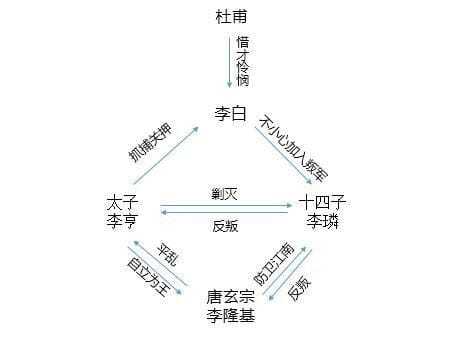 杜甫
惜才怜悯
李白
抓捕关押
不小心加入叛军
太子
李亨
剿灭
反叛
十四子
李璘
平乱
自立为王
防卫江南
反叛
唐玄宗
李隆基